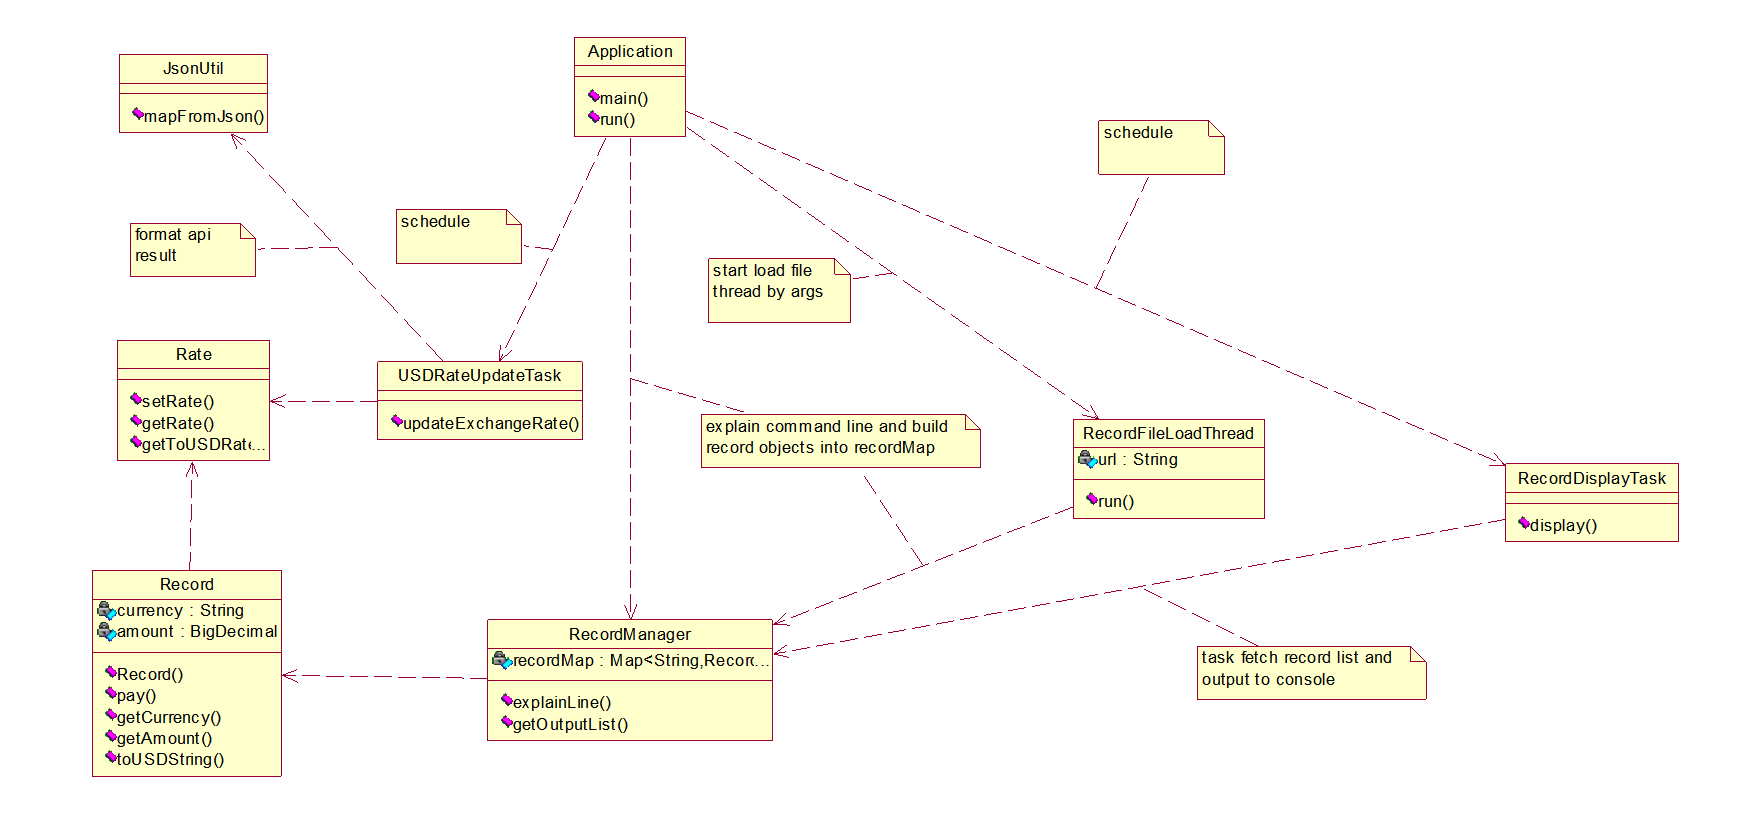 JsonUtil
mapFromJson()
Application
main()
run()
schedule
format api
result
schedule
start load file
thread by args
Rate
setRate()
getRate()
getToUSDRate...
USDRateUpdateTask
updateExchangeRate()
explain command line and build
record objects into recordMap
RecordFileLoadThread
url : String
run()
RecordDisplayTask
display()
Record
currency : String
amount : BigDecimal
Record()
pay()
getCurrency()
getAmount()
toUSDString()
RecordManager
recordMap : Map<String,Recorc...
explainLine()
getOutputList()
task fetch record list and
output to console